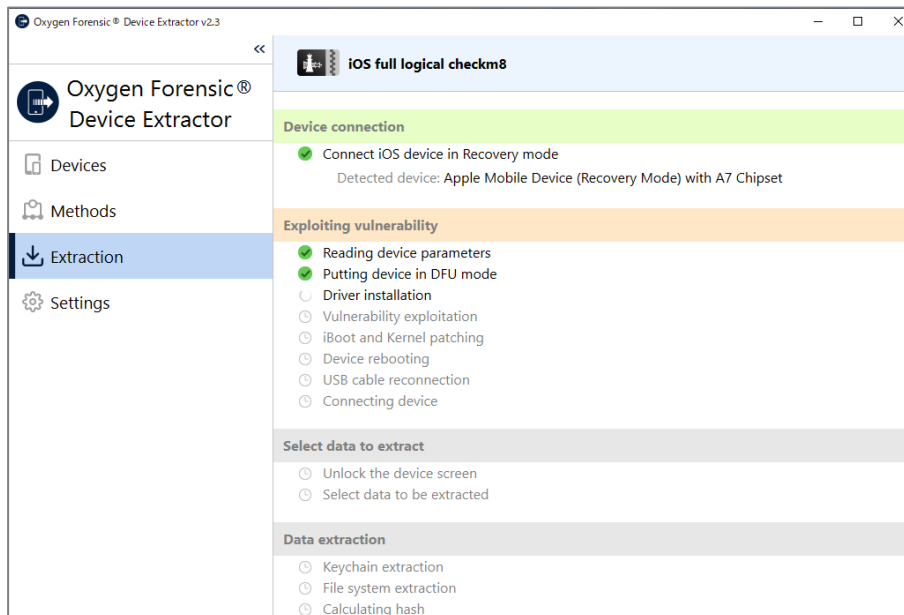 Oxygen Forensic® Device Extractor v2.3
Oxygen Forensic®
Device Extractor
Devices
Methods
Extraction
Settings
iOS full logical checkm8
Device connection
Connect iOS device in Recovery mode
Detected device: Apple Mobile Device (Recovery Mode) with A7 Chipset
Exploiting vulnerability
Reading device parameters
Putting device in DFU mode
Driver installation
Vulnerability exploitation
iBoot and Kernel patching
Device rebooting
USB cable reconnection
Connecting device
Select data to extract
Unlock the device screen
Select data to be extracted
Data extraction
Keychain extraction
File system extraction
Calculating hash